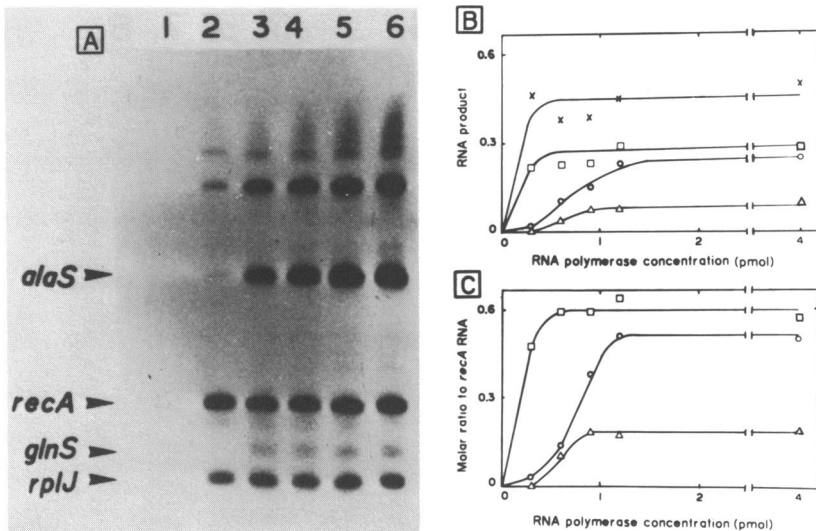 A
1 2 3 4 5 6
alaS
recA
glnS
rplJ
B
RNA product
0.6
0.3
0
0 1 2 4
RNA polymerase concentration (pmol)
C
Molar ratio to recA RNA
0.6
0.3
0
0 1 2 4
RNA polymerase concentration (pmol)